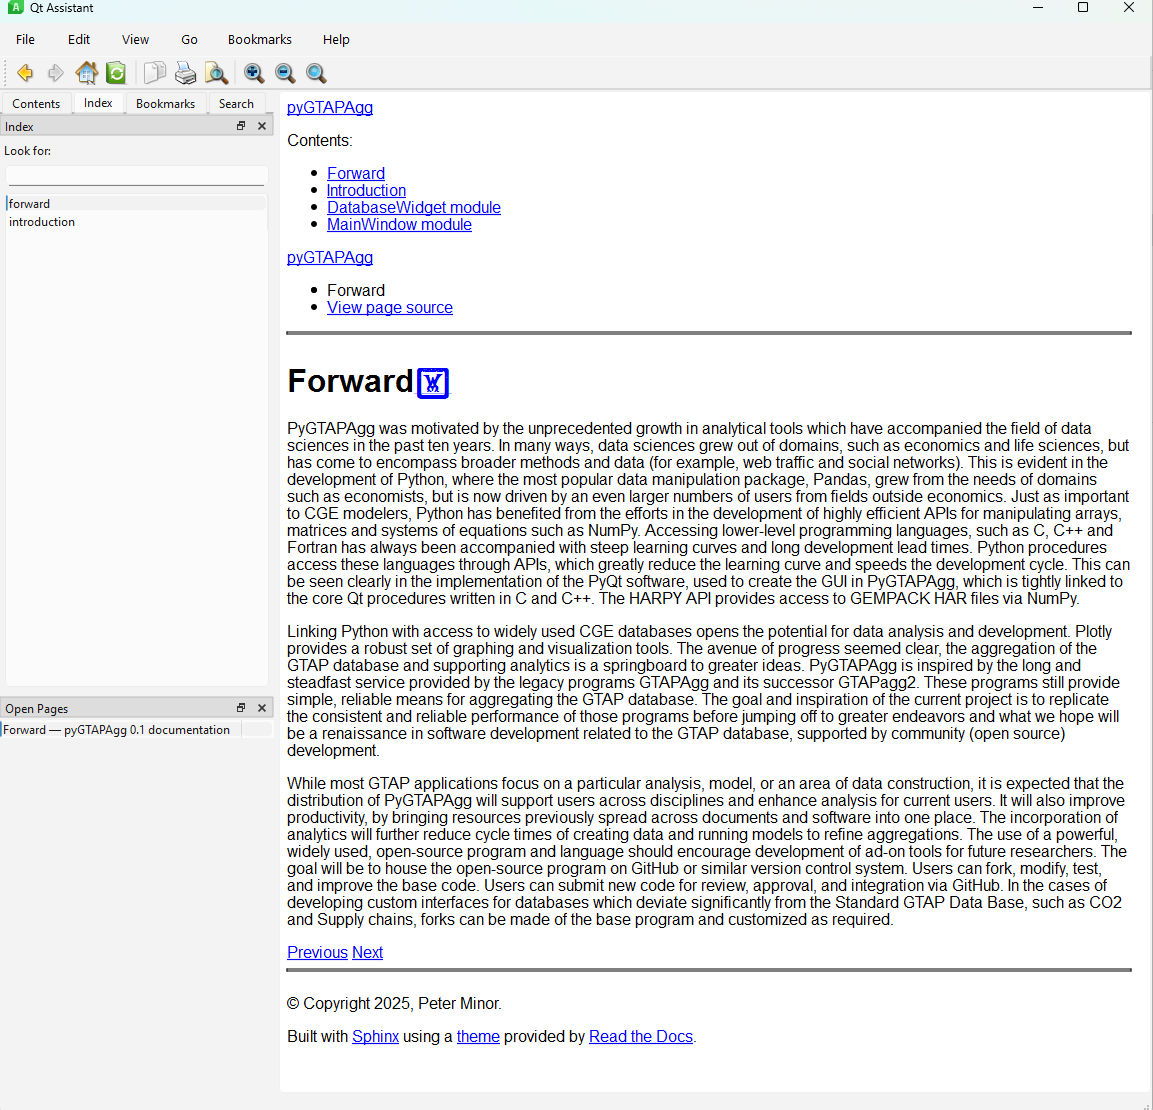 Qt Assistant
File Edit View Go Bookmarks Help
Contents Index Bookmarks Search
Index
Look for:
forward
introduction
Open Pages
Forward — pyGTAPAgg 0.1 documentation
pyGTAPAgg
Contents:
Forward
Introduction
DatabaseWidget module
MainWindow module
pyGTAPAgg
Forward
View page source
Forward
PyGTAPAgg was motivated by the unprecedented growth in analytical tools which have accompanied the field of data
sciences in the past ten years. In many ways, data sciences grew out of domains, such as economics and life sciences, but
has come to encompass broader methods and data (for example, web traffic and social networks). This is evident in the
development of Python, where the most popular data manipulation package, Pandas, grew from the needs of domains
such as economists, but is now driven by an even larger numbers of users from fields outside economics. Just as important
to CGE modelers, Python has benefited from the efforts in the development of highly efficient APIs for manipulating arrays,
matrices and systems of equations such as NumPy. Accessing lower-level programming languages, such as C, C++ and
Fortran has always been accompanied with steep learning curves and long development lead times. Python procedures
access these languages through APIs, which greatly reduce the learning curve and speeds the development cycle. This can
be seen clearly in the implementation of the PyQt software, used to create the GUI in PyGTAPAgg, which is tightly linked to
the core Qt procedures written in C and C++. The HARPY API provides access to GEMPACK HAR files via NumPy.
Linking Python with access to widely used CGE databases opens the potential for data analysis and development. Plotly
provides a robust set of graphing and visualization tools. The avenue of progress seemed clear, the aggregation of the
GTAP database and supporting analytics is a springboard to greater ideas. PyGTAPAgg is inspired by the long and
steadfast service provided by the legacy programs GTAPAgg and its successor GTAPagg2. These programs still provide
simple, reliable means for aggregating the GTAP database. The goal and inspiration of the current project is to replicate
the consistent and reliable performance of those programs before jumping off to greater endeavors and what we hope will
be a renaissance in software development related to the GTAP database, supported by community (open source)
development.
While most GTAP applications focus on a particular analysis, model, or an area of data construction, it is expected that the
distribution of PyGTAPAgg will support users across disciplines and enhance analysis for current users. It will also improve
productivity, by bringing resources previously spread across documents and software into one place. The incorporation of
analytics will further reduce cycle times of creating data and running models to refine aggregations. The use of a powerful,
widely used, open-source program and language should encourage development of ad-on tools for future researchers. The
goal will be to house the open-source program on GitHub or similar version control system. Users can fork, modify, test,
and improve the base code. Users can submit new code for review, approval, and integration via GitHub. In the cases of
developing custom interfaces for databases which deviate significantly from the Standard GTAP Data Base, such as CO2
and Supply chains, forks can be made of the base program and customized as required.
Previous Next
© Copyright 2025, Peter Minor.
Built with Sphinx using a theme provided by Read the Docs.